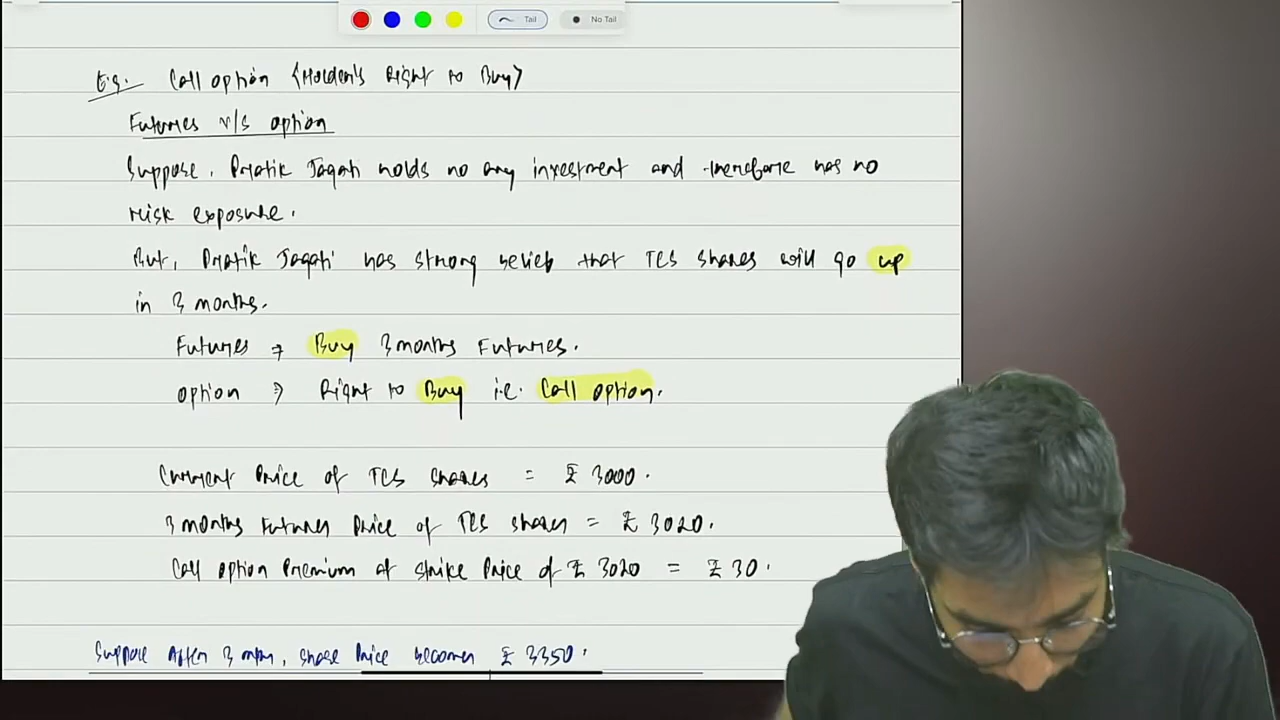 Tail No Tail
Eg. Call option {Holder's Right to Buy}
Futures v/s option
Suppose, Pratik Jagati holds no any investment and therefore has no
risk exposure.
But, Pratik Jagati has strong belief that TCS shares will go up
in 3 months.
Futures ⇒ Buy 3 months Futures.
option ⇒ Right to Buy i.e. Call option.
Current Price of TCS shares = ₹ 3000.
3 months Futures Price of TCS shares = ₹ 3020.
Call option Premium at strike Price of ₹ 3020 = ₹ 30.
Suppose After 3 mth, share Price becomes ₹ 3350.